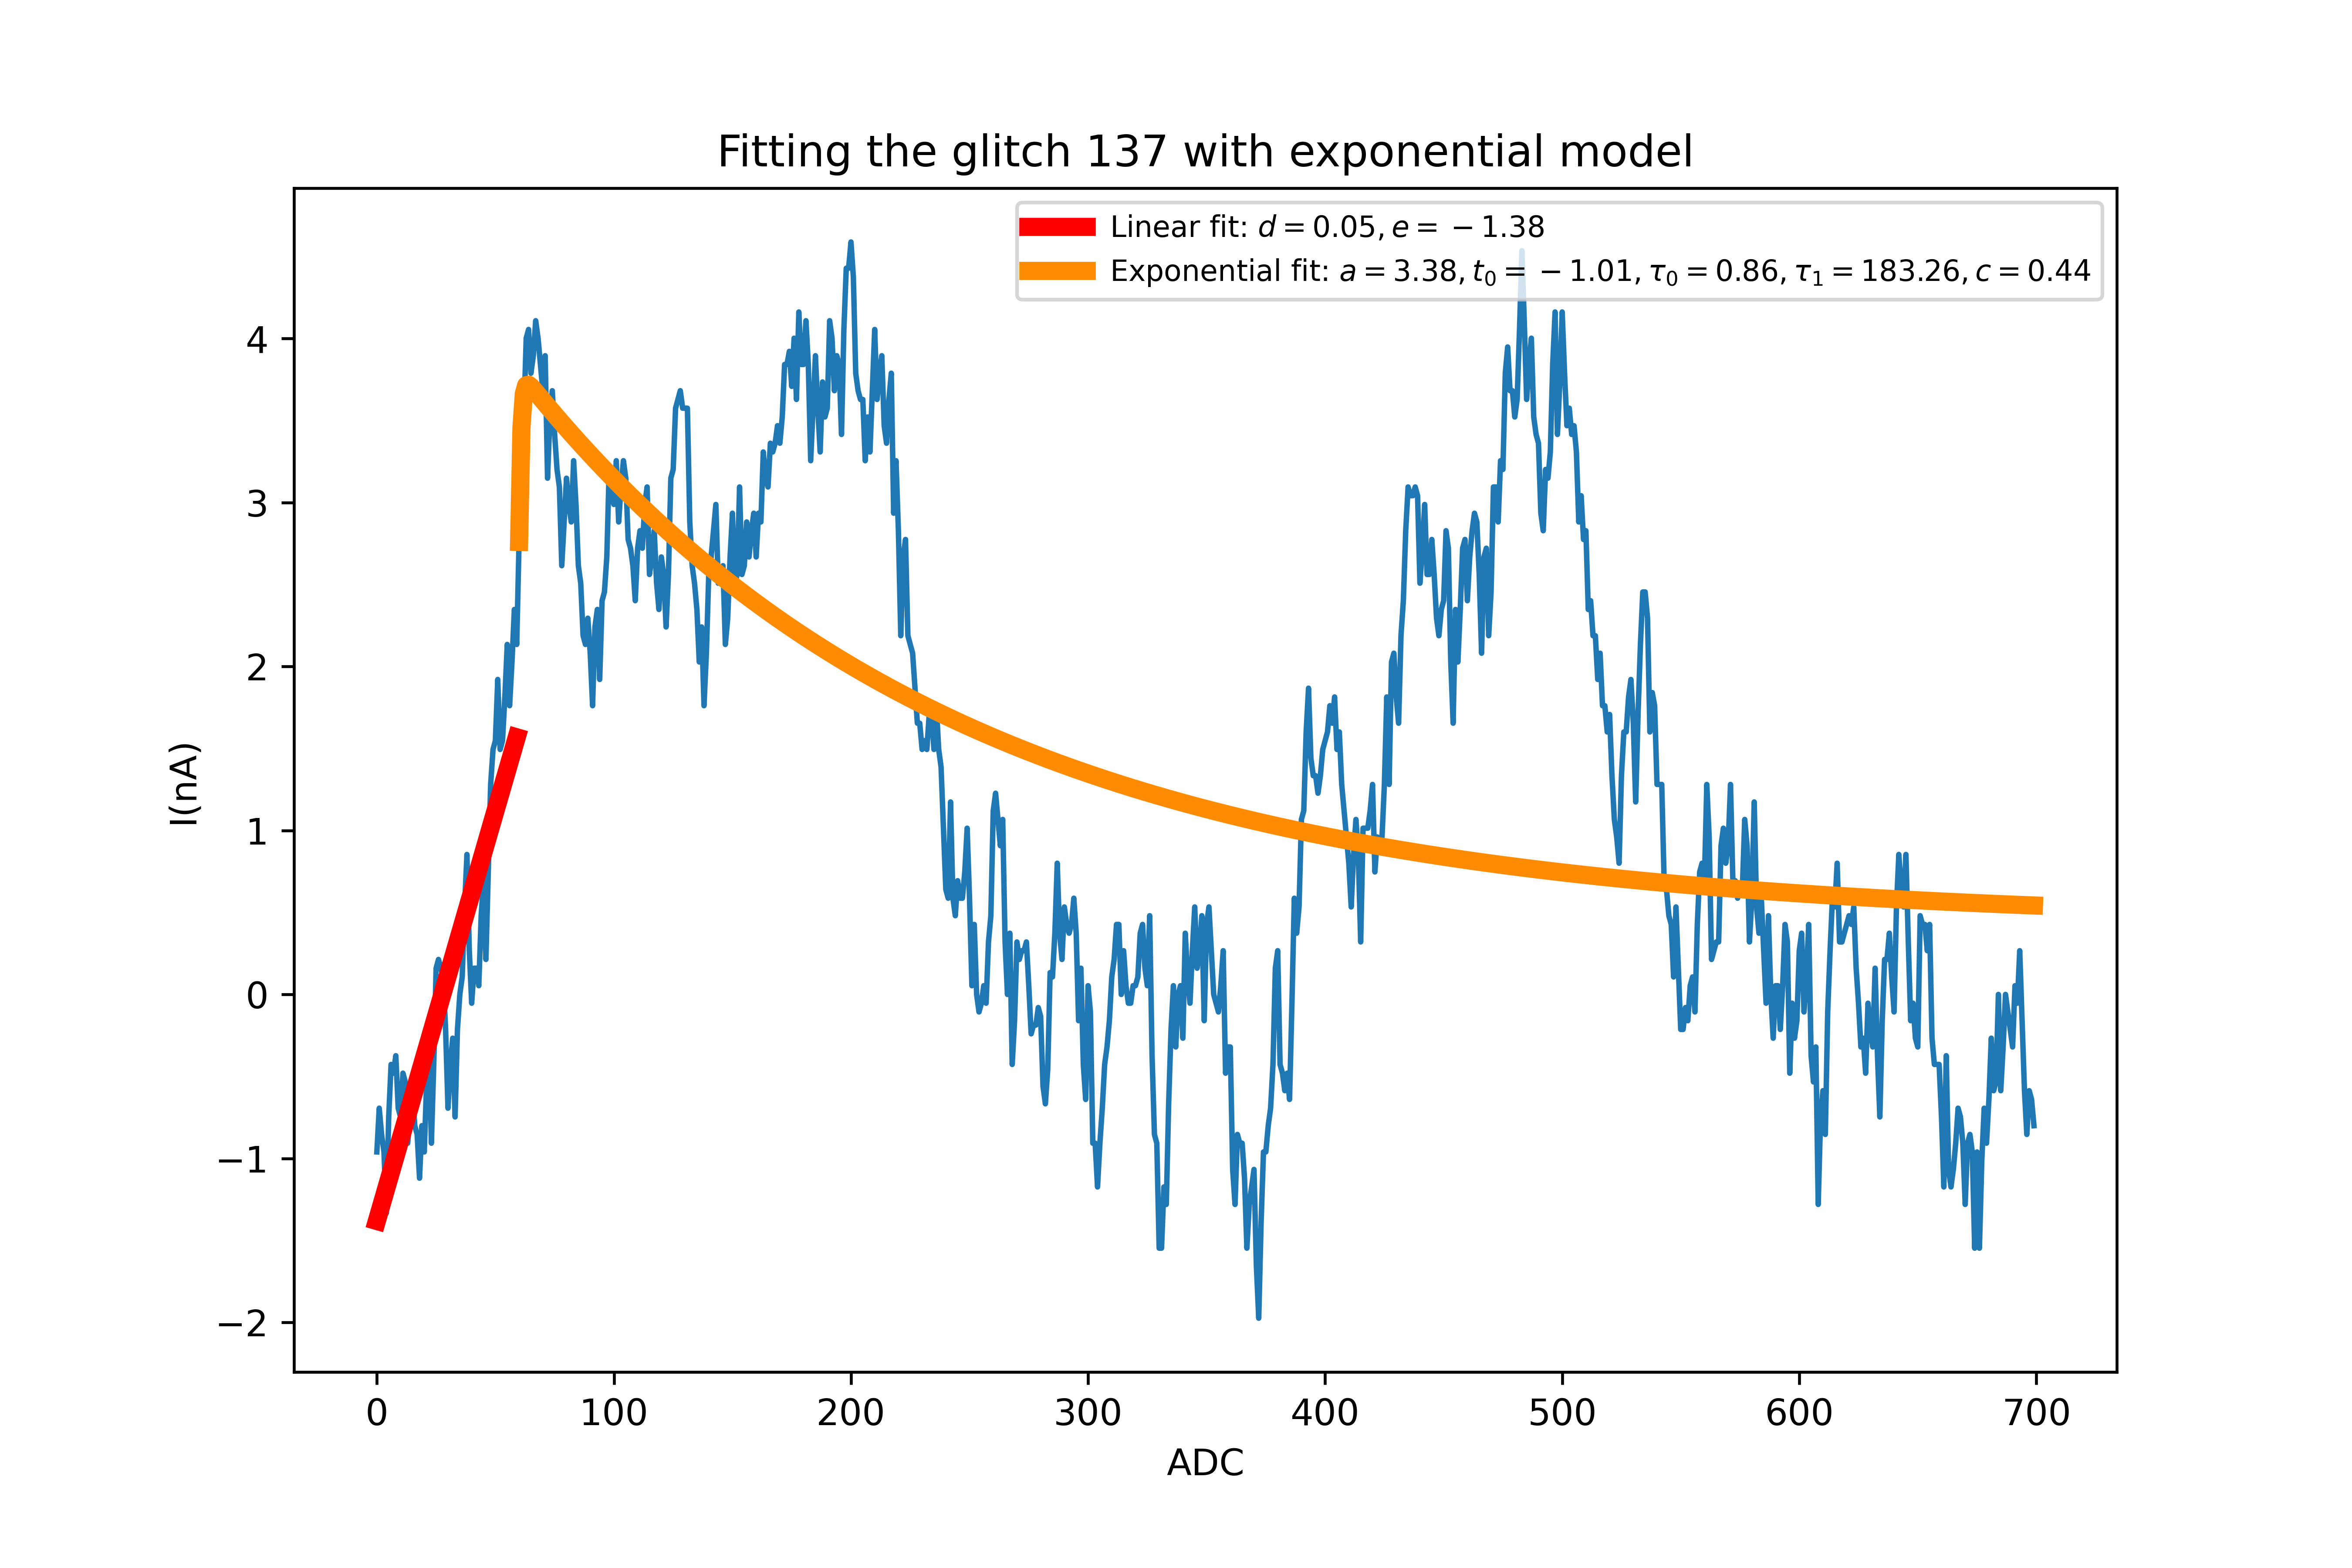 Fitting the glitch 137 with exponential model
Linear fit: d = 0.05, e = −1.38
Exponential fit: a = 3.38, t₀ = −1.01, τ₀ = 0.86, τ₁ = 183.26, c = 0.44
4
3
2
1
0
−1
−2
I(nA)
0 100 200 300 400 500 600 700
ADC